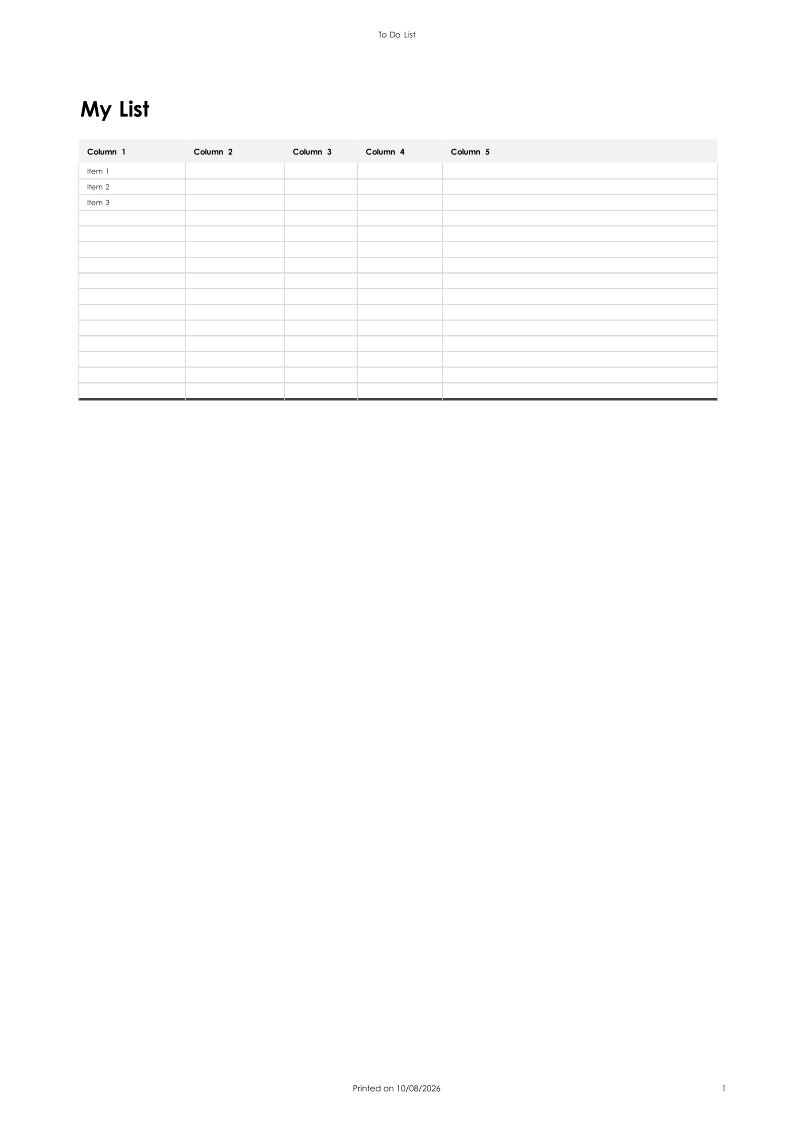 To Do List
My List
Column 1 Column 2 Column 3 Column 4 Column 5
Item 1
Item 2
Item 3
Printed on 10/08/2026 1